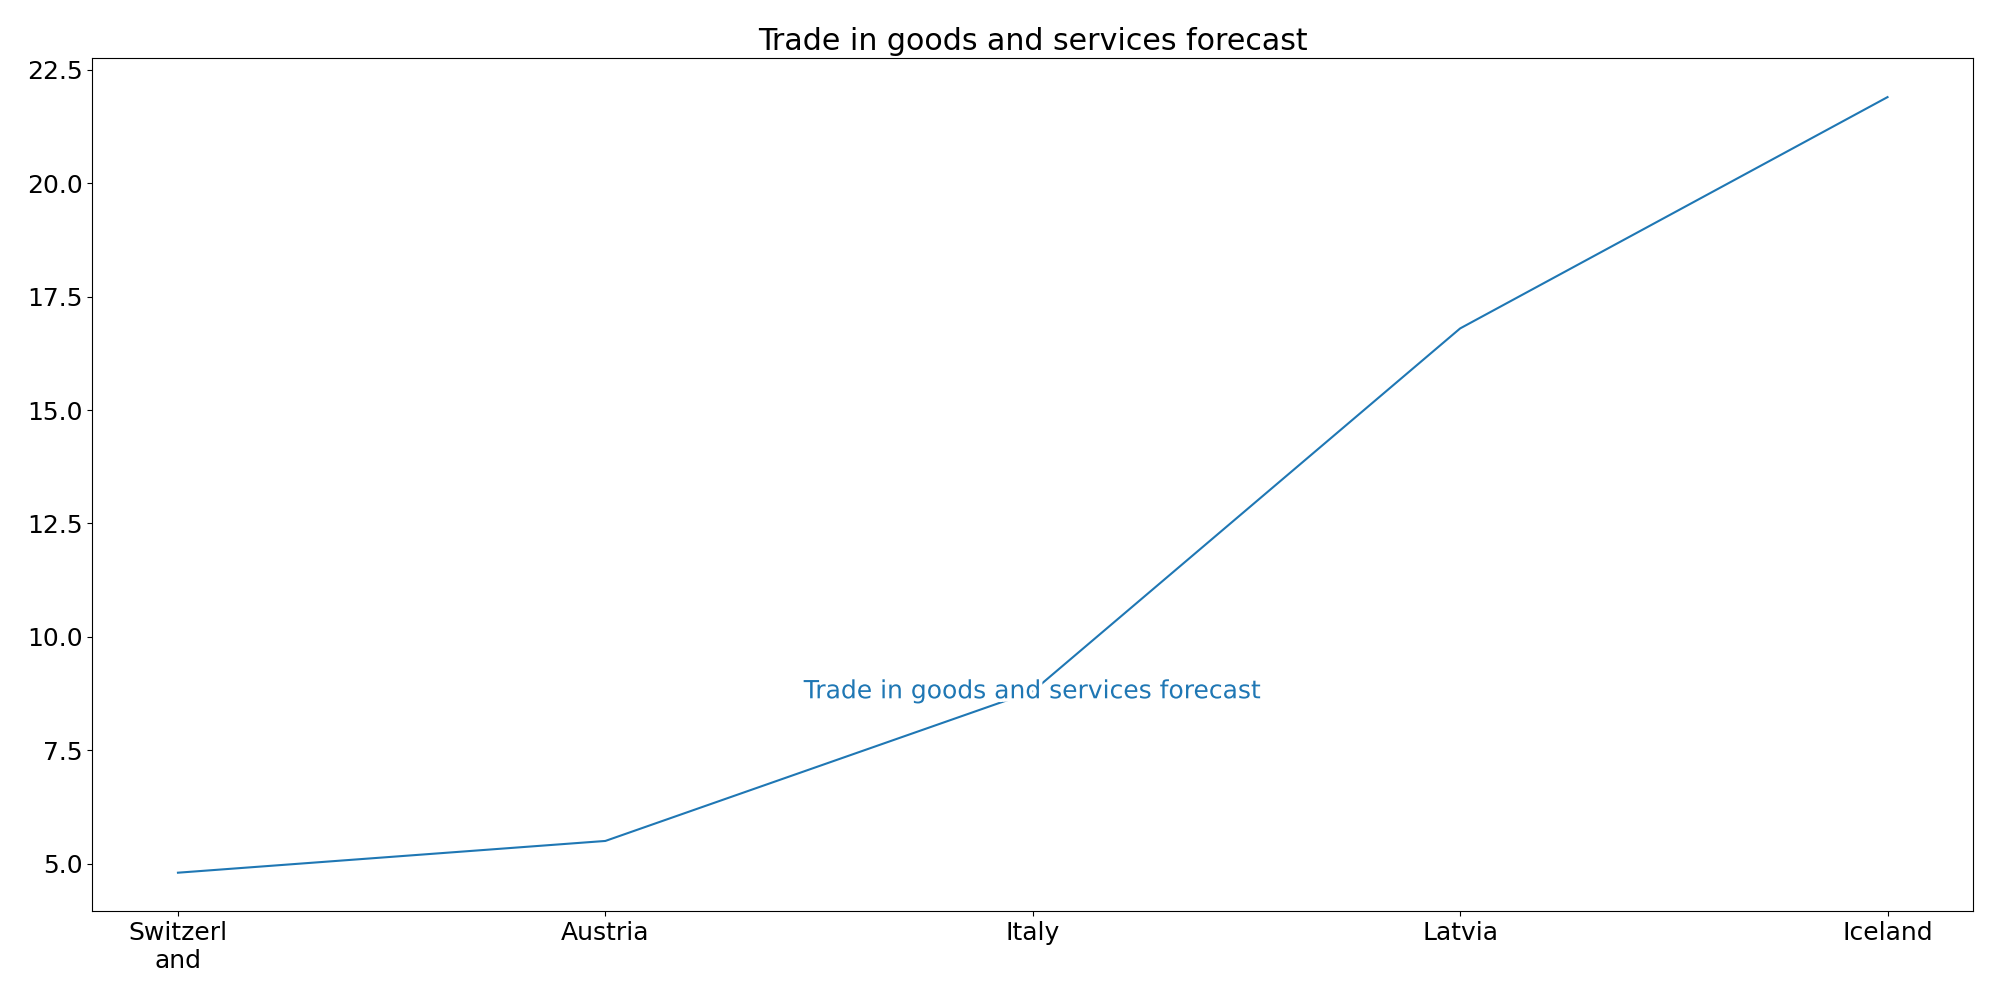 Trade in goods and services forecast
22.5
20.0
17.5
15.0
12.5
10.0
7.5
5.0
Trade in goods and services forecast
Switzerl
and
Austria
Italy
Latvia
Iceland